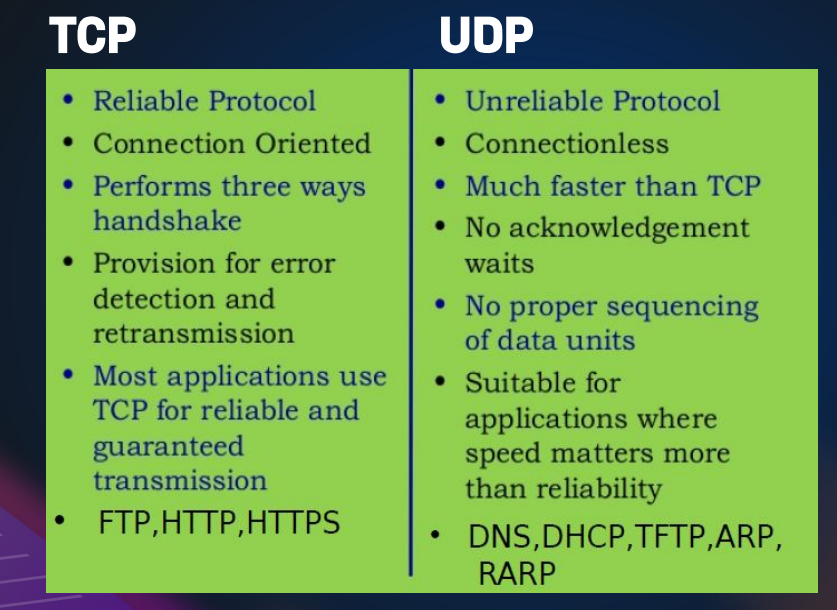 TCP
• Reliable Protocol
• Connection Oriented
• Performs three ways
handshake
• Provision for error
detection and
retransmission
• Most applications use
TCP for reliable and
guaranteed
transmission
• FTP,HTTP,HTTPS
UDP
• Unreliable Protocol
• Connectionless
• Much faster than TCP
• No acknowledgement
waits
• No proper sequencing
of data units
• Suitable for
applications where
speed matters more
than reliability
• DNS,DHCP,TFTP,ARP,
RARP